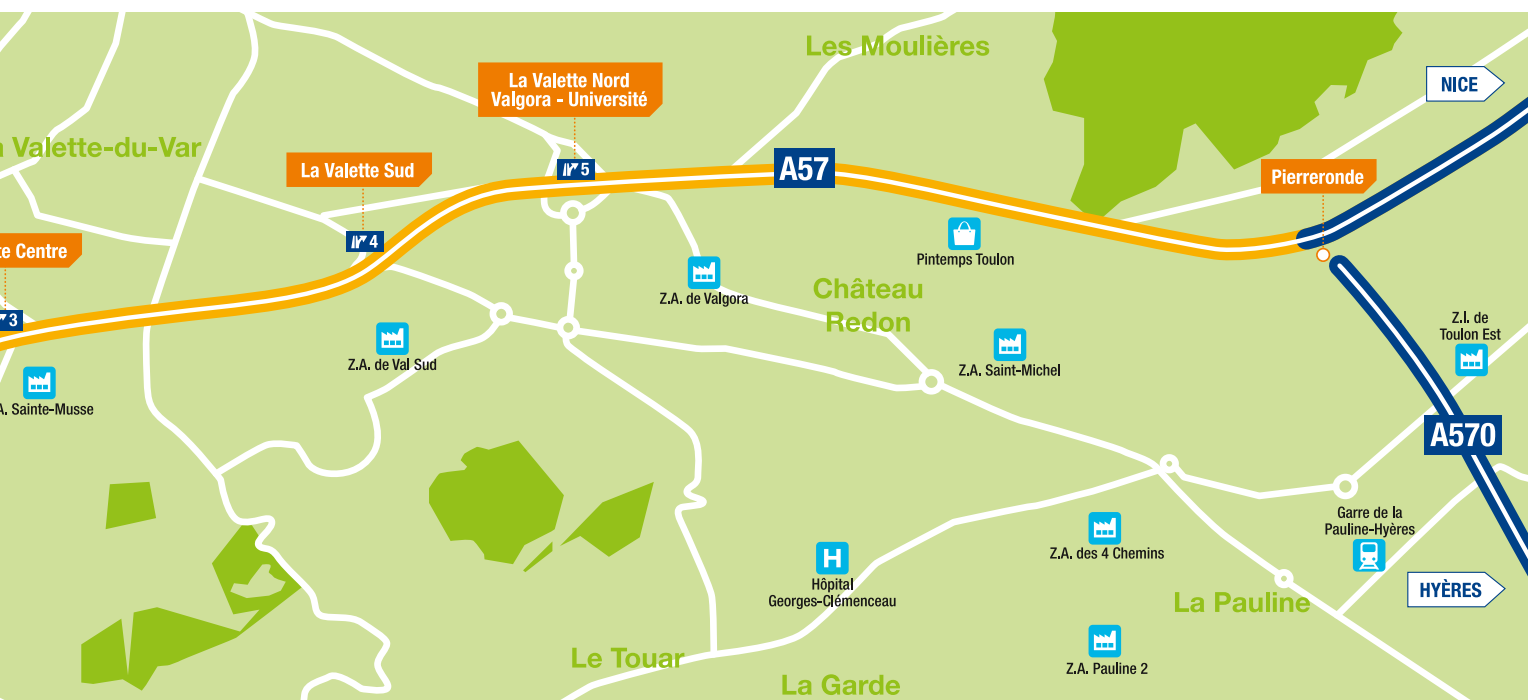 Les Moulières
La Valette Nord
Valgora - Université
NICE
Valette-du-Var
La Valette Sud
5
A57
Pierreronde
4
te Centre
Pintemps Toulon
Z.A. de Valgora
Château
Redon
3
Z.I. de
Toulon Est
Z.A. de Val Sud
Z.A. Saint-Michel
A. Sainte-Musse
A570
Garre de la
Pauline-Hyères
Z.A. des 4 Chemins
Hôpital
Georges-Clémenceau
HYÈRES
La Pauline
Le Touar
Z.A. Pauline 2
La Garde